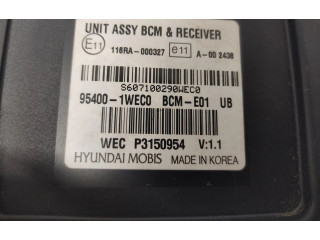 UNIT ASSY BCM & RECEIVER
E11 116RA-000327 e11 A-00 2438
S607100290WEC0
95400-1WEC0 BCM-E01 UB
WEC P3150954 V:1.1
HYUNDAI MOBIS MADE IN KOREA